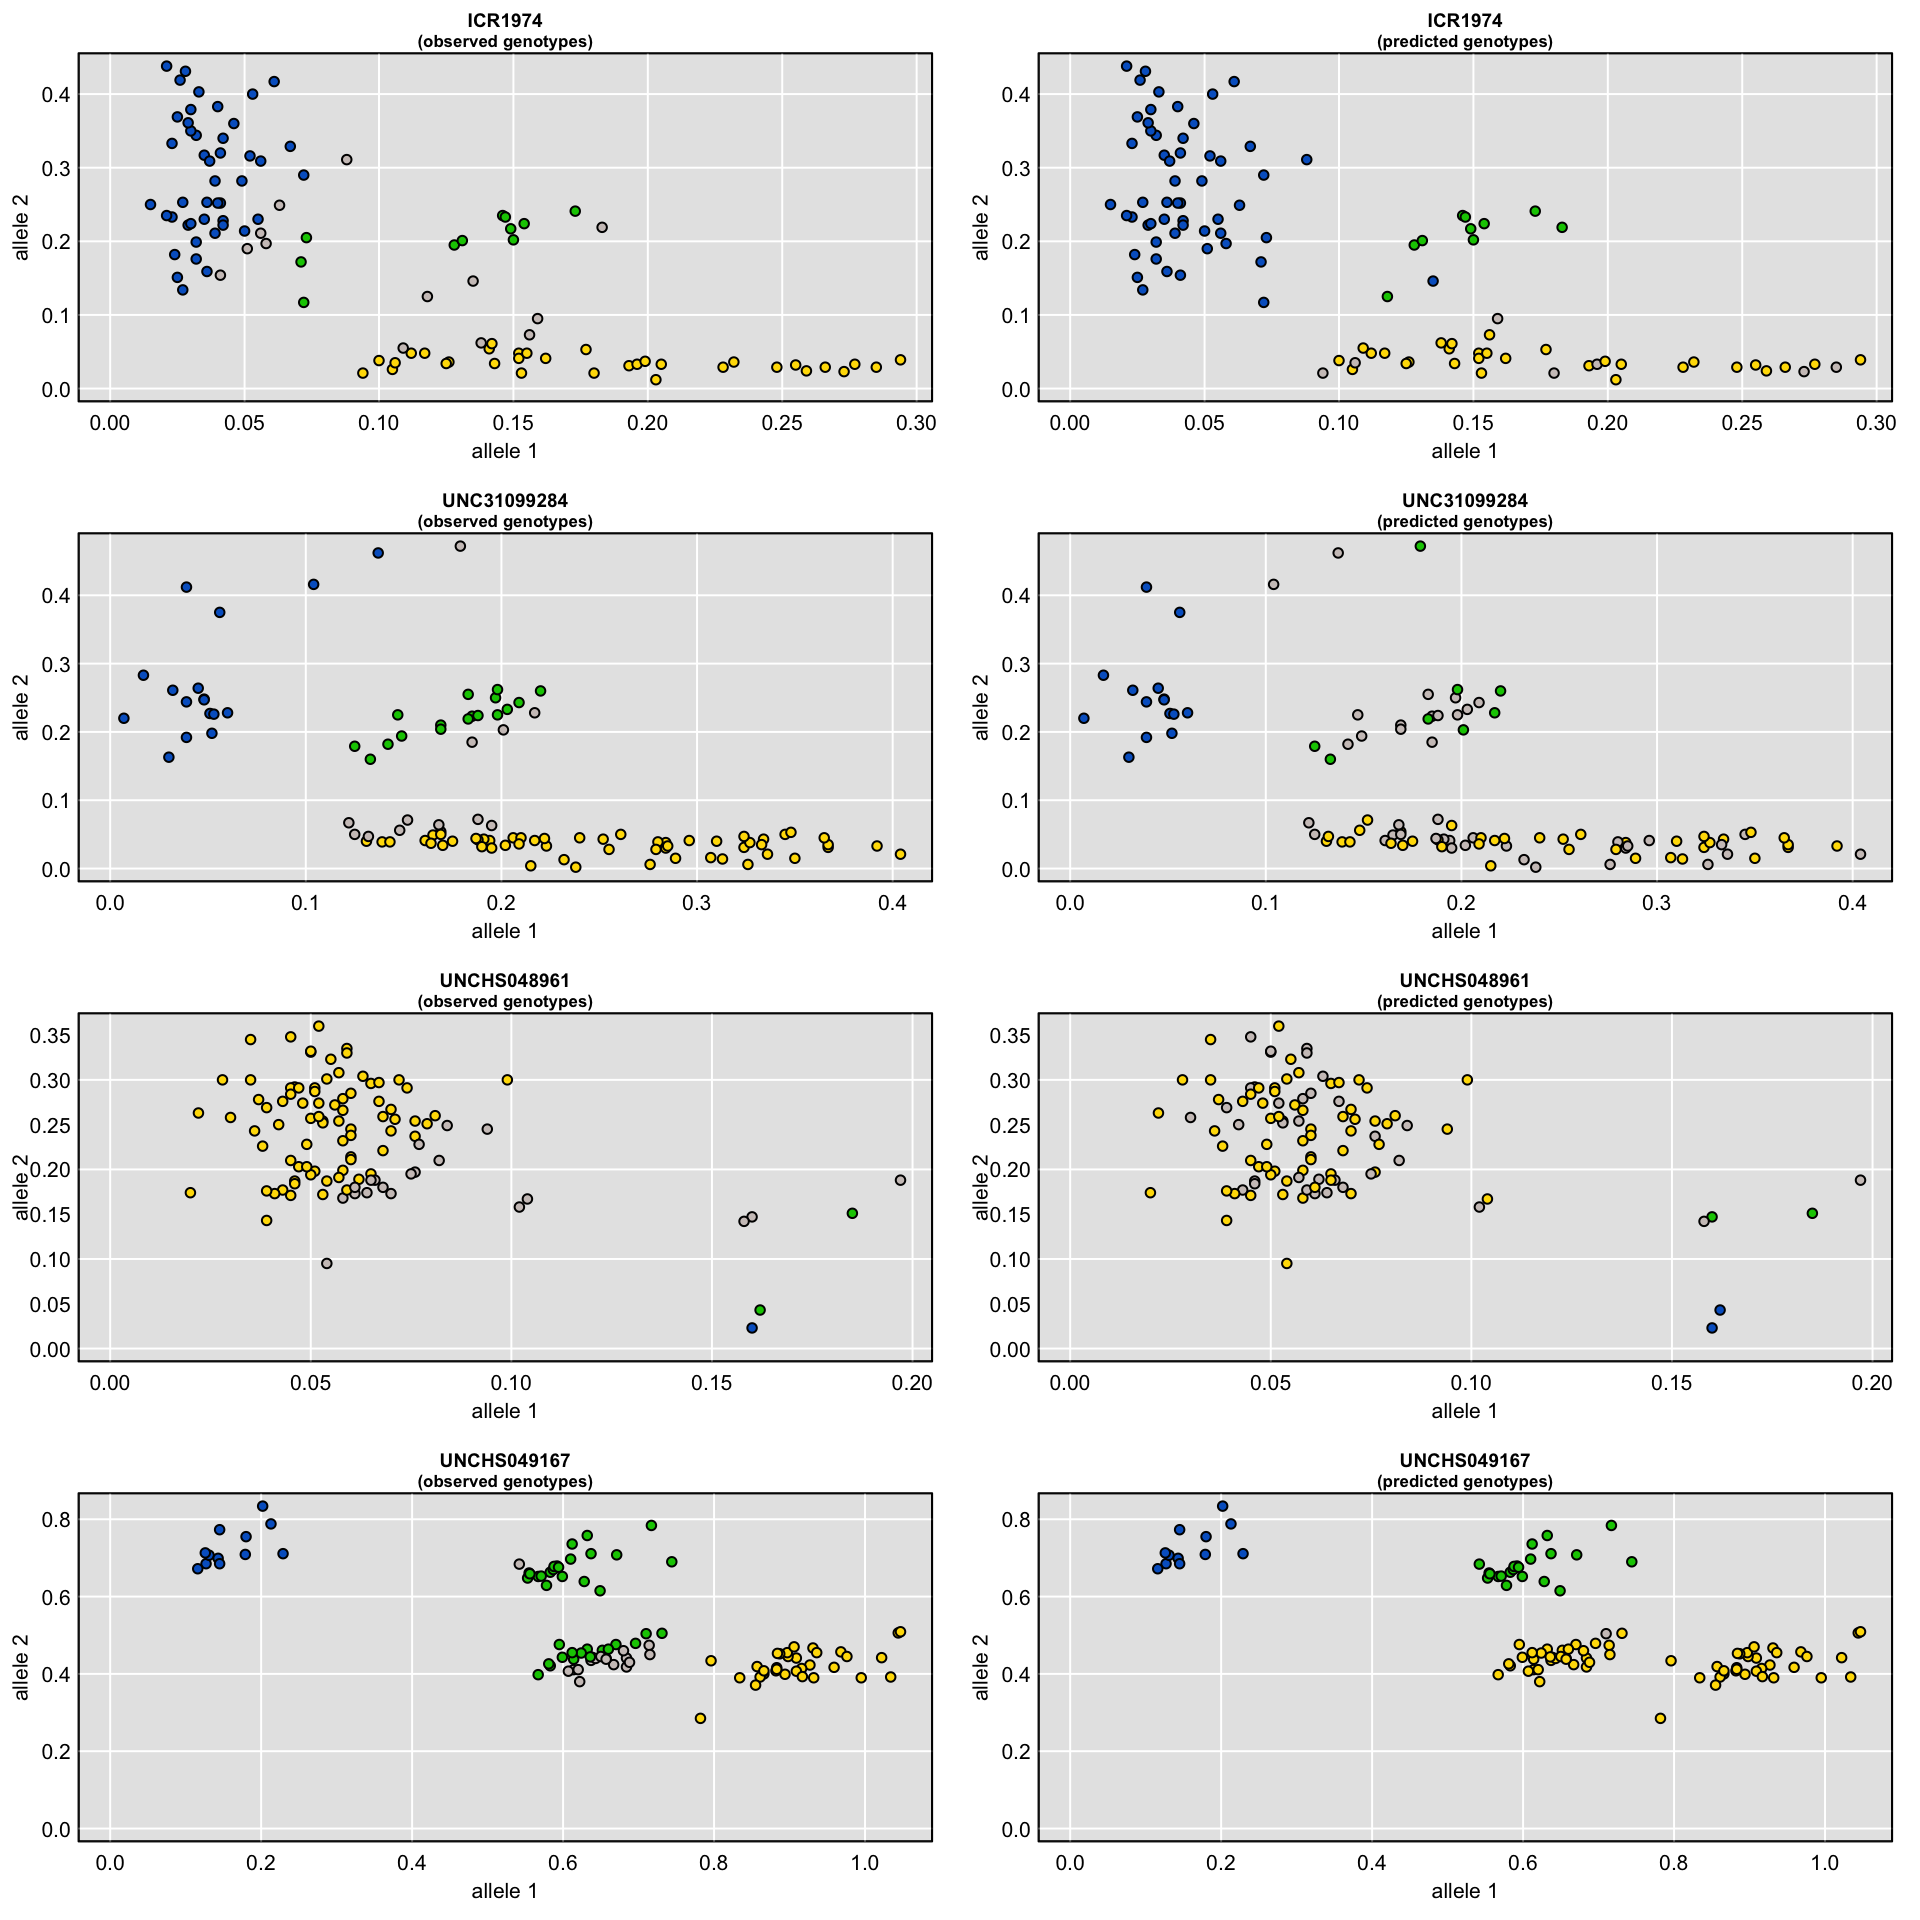 ICR1974
(observed genotypes)
allele 2
0.4
0.3
0.2
0.1
0.0
0.00 0.05 0.10 0.15 0.20 0.25 0.30
allele 1
ICR1974
(predicted genotypes)
allele 2
0.4
0.3
0.2
0.1
0.0
0.00 0.05 0.10 0.15 0.20 0.25 0.30
allele 1
UNC31099284
(observed genotypes)
allele 2
0.4
0.3
0.2
0.1
0.0
0.0 0.1 0.2 0.3 0.4
allele 1
UNC31099284
(predicted genotypes)
allele 2
0.4
0.3
0.2
0.1
0.0
0.0 0.1 0.2 0.3 0.4
allele 1
UNCHS048961
(observed genotypes)
allele 2
0.35
0.30
0.25
0.20
0.15
0.10
0.05
0.00
0.00 0.05 0.10 0.15 0.20
allele 1
UNCHS048961
(predicted genotypes)
allele 2
0.35
0.30
0.25
0.20
0.15
0.10
0.05
0.00
0.00 0.05 0.10 0.15 0.20
allele 1
UNCHS049167
(observed genotypes)
allele 2
0.8
0.6
0.4
0.2
0.0
0.0 0.2 0.4 0.6 0.8 1.0
allele 1
UNCHS049167
(predicted genotypes)
allele 2
0.8
0.6
0.4
0.2
0.0
0.0 0.2 0.4 0.6 0.8 1.0
allele 1